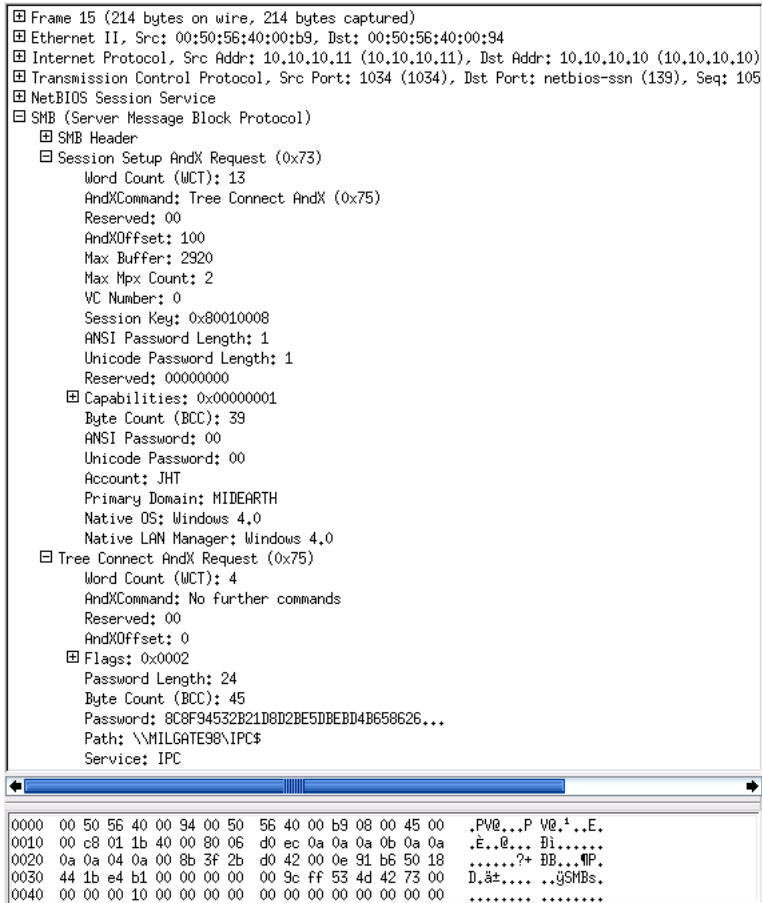 Frame 15 (214 bytes on wire, 214 bytes captured)
Ethernet II, Src: 00:50:56:40:00:b9, Dst: 00:50:56:40:00:94
Internet Protocol, Src Addr: 10.10.10.11 (10.10.10.11), Dst Addr: 10.10.10.10 (10.10.10.10)
Transmission Control Protocol, Src Port: 1034 (1034), Dst Port: netbios-ssn (139), Seq: 105
NetBIOS Session Service
SMB (Server Message Block Protocol)
SMB Header
Session Setup AndX Request (0x73)
Word Count (WCT): 13
AndXCommand: Tree Connect AndX (0x75)
Reserved: 00
AndXOffset: 100
Max Buffer: 2920
Max Mpx Count: 2
VC Number: 0
Session Key: 0x80010008
ANSI Password Length: 1
Unicode Password Length: 1
Reserved: 00000000
Capabilities: 0x00000001
Byte Count (BCC): 39
ANSI Password: 00
Unicode Password: 00
Account: JHT
Primary Domain: MIDEARTH
Native OS: Windows 4.0
Native LAN Manager: Windows 4.0
Tree Connect AndX Request (0x75)
Word Count (WCT): 4
AndXCommand: No further commands
Reserved: 00
AndXOffset: 0
Flags: 0x0002
Password Length: 24
Byte Count (BCC): 45
Password: 8C8F94532B21D8D2BE5DBEBD4B658626...
Path: \\MILGATE98\IPC$
Service: IPC
0000 00 50 56 40 00 94 00 50 56 40 00 b9 08 00 45 00 .PV@...P V@.¹..E.
0010 00 c8 01 1b 40 00 80 06 d0 ec 0a 0a 0a 0b 0a 0a .È..@... Ðì......
0020 0a 0a 04 0a 00 8b 3f 2b d0 42 00 0e 91 b6 50 18 ......?+ ÐB...¶P.
0030 44 1b e4 b1 00 00 00 00 00 9c ff 53 4d 42 73 00 D.ä±.... ..ÿSMBs.
0040 00 00 00 10 00 00 00 00 00 00 00 00 00 00 00 00 ........ ........